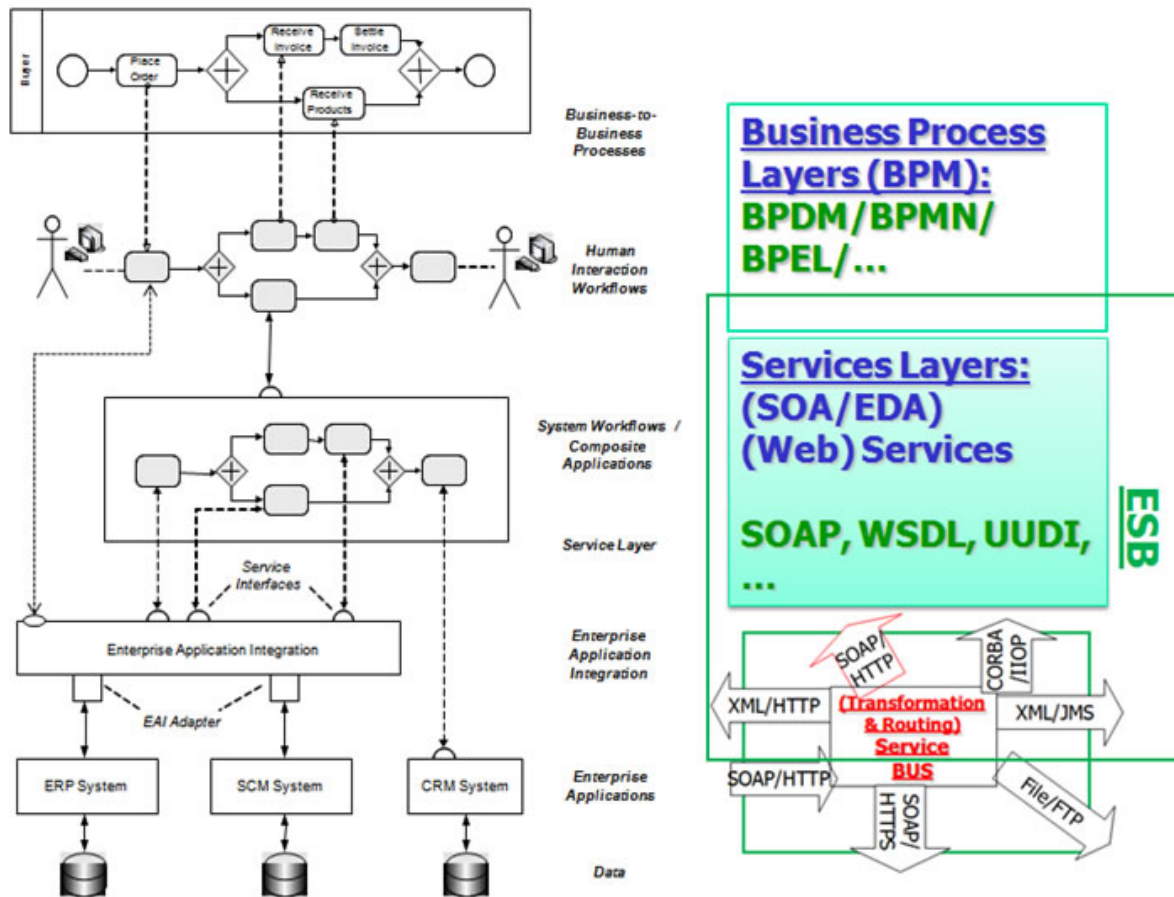 Buyer
Place
Order
Receive
Invoice
Settle
Invoice
Receive
Products
Business-to-
Business
Processes
Human
Interaction
Workflows
System Workflows /
Composite
Applications
Service Layer
Service
Interfaces
Enterprise Application Integration
Enterprise
Application
Integration
EAI Adapter
ERP System
SCM System
CRM System
Enterprise
Applications
Data
Business Process
Layers (BPM):
BPDM/BPMN/
BPEL/...
Services Layers:
(SOA/EDA)
(Web) Services
SOAP, WSDL, UUDI,
...
ESB
SOAP/
HTTP
CORBA
/IIOP
XML/HTTP
(Transformation
& Routing)
Service
BUS
XML/JMS
SOAP/HTTP
SOAP/
HTTPS
File/FTP